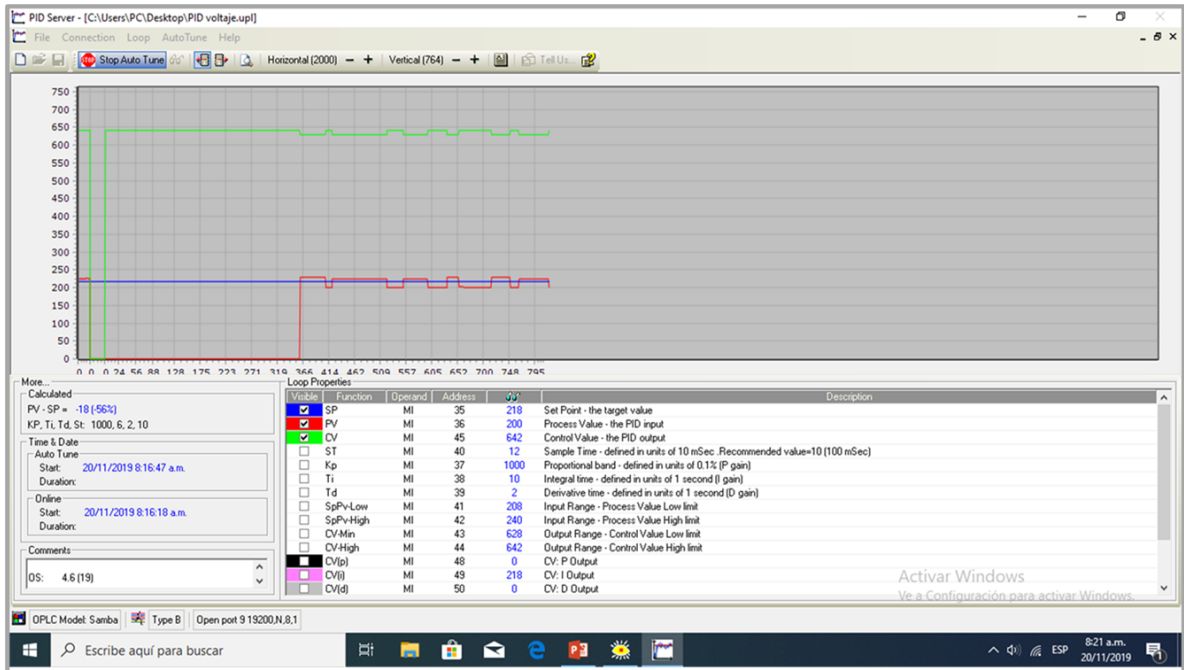 PID Server - [C:\Users\PC\Desktop\PID voltaje.upl]
File Connection Loop AutoTune Help
STOP Stop Auto Tune Horizontal (2000) - + Vertical (764) - + Tell Us...
750
700
650
600
550
500
450
400
350
300
250
200
150
100
50
0
0 0 0 24 56 88 128 175 223 271 319 366 414 462 509 557 605 652 700 748 795
More...
Calculated
PV - SP = -18 (-56%)
KP, Ti, Td, St: 1000, 6, 2, 10
Time & Date
Auto Tune
Start: 20/11/2019 8:16:47 a.m.
Duration:
Online
Start: 20/11/2019 8:16:18 a.m.
Duration:
Comments
OS: 4.6 (19)
Loop Properties
Visible Function Operand Address Description
SP MI 35 218 Set Point - the target value
PV MI 36 200 Process Value - the PID input
CV MI 45 642 Control Value - the PID output
ST MI 40 12 Sample Time - defined in units of 10 mSec .Recommended value=10 (100 mSec)
Kp MI 37 1000 Proportional band - defined in units of 0.1% (P gain)
Ti MI 38 10 Integral time - defined in units of 1 second (I gain)
Td MI 39 2 Derivative time - defined in units of 1 second (D gain)
SpPv-Low MI 41 208 Input Range - Process Value Low limit
SpPv-High MI 42 240 Input Range - Process Value High limit
CV-Min MI 43 628 Output Range - Control Value Low limit
CV-High MI 44 642 Output Range - Control Value High limit
CV(p) MI 48 0 CV: P Output
CV(i) MI 49 218 CV: I Output
CV(d) MI 50 0 CV: D Output
Activar Windows
Ve a Configuración para activar Windows.
OPLC Model: Samba Type B Open port 9 19200,N,8,1
Escribe aquí para buscar
ESP
8:21 a.m.
20/11/2019